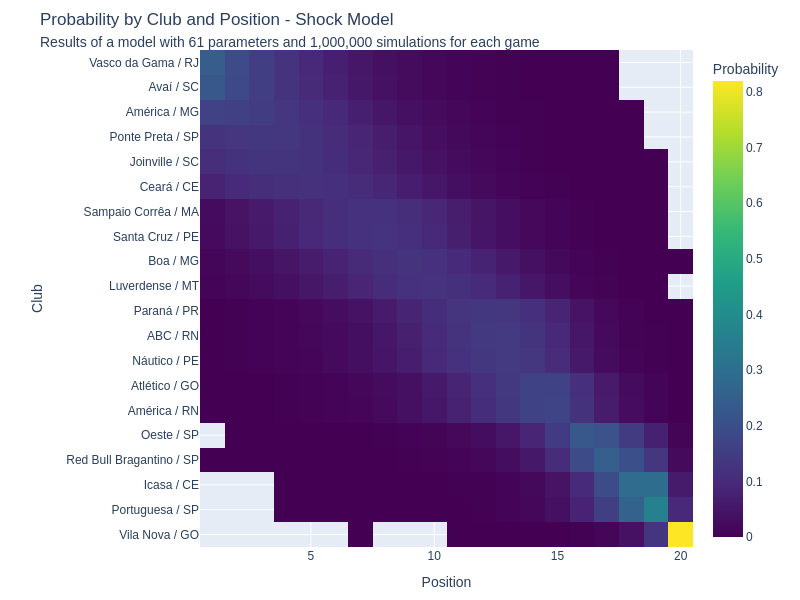 Probability by Club and Position - Shock Model
Results of a model with 61 parameters and 1,000,000 simulations for each game
Probability
Club
Vasco da Gama / RJ
Avaí / SC
América / MG
Ponte Preta / SP
Joinville / SC
Ceará / CE
Sampaio Corrêa / MA
Santa Cruz / PE
Boa / MG
Luverdense / MT
Paraná / PR
ABC / RN
Náutico / PE
Atlético / GO
América / RN
Oeste / SP
Red Bull Bragantino / SP
Icasa / CE
Portuguesa / SP
Vila Nova / GO
0.8
0.7
0.6
0.5
0.4
0.3
0.2
0.1
0
5
10
15
20
Position